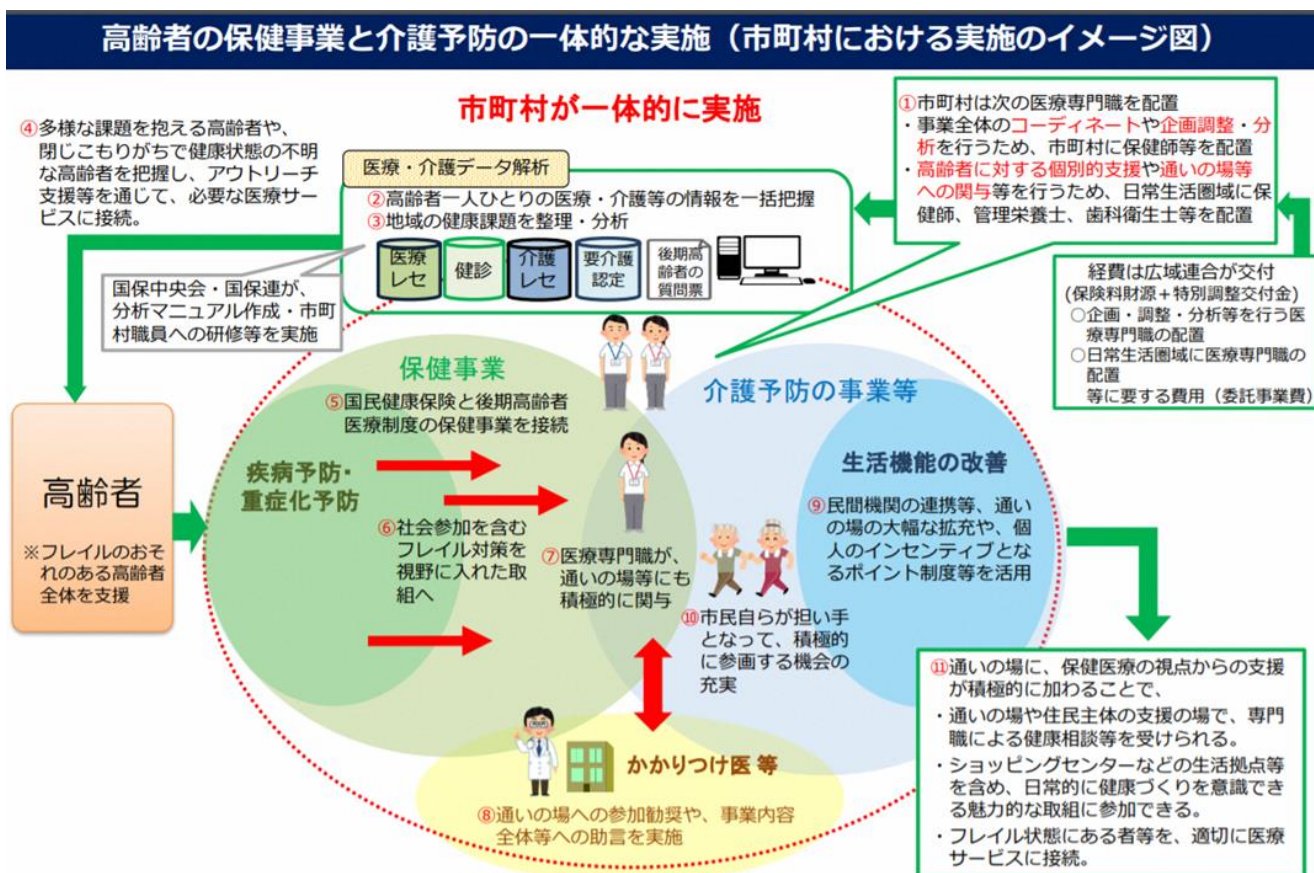 高齢者の保健事業と介護予防の一体的な実施（市町村における実施のイメージ図）
市町村が一体的に実施
①市町村は次の医療専門職を配置
・事業全体のコーディネートや企画調整・分
析を行うため、市町村に保健師等を配置
・高齢者に対する個別的支援や通いの場等
への関与等を行うため、日常生活圏域に保
健師、管理栄養士、歯科衛生士等を配置
④多様な課題を抱える高齢者や、
閉じこもりがちで健康状態の不明
な高齢者を把握し、アウトリーチ
支援等を通じて、必要な医療サー
ビスに接続。
医療・介護データ解析
②高齢者一人ひとりの医療・介護等の情報を一括把握
③地域の健康課題を整理・分析
医療
レセ
健診
介護
レセ
要介護
認定
後期高
齢者の
質問票
国保中央会・国保連が、
分析マニュアル作成・市町
村職員への研修等を実施
経費は広域連合が交付
(保険料財源＋特別調整交付金)
○企画・調整・分析等を行う医
療専門職の配置
○日常生活圏域に医療専門職の
配置
等に要する費用（委託事業費）
保健事業
⑤国民健康保険と後期高齢者
医療制度の保健事業を接続
介護予防の事業等
高齢者
※フレイルのおそ
れのある高齢者
全体を支援
疾病予防・
重症化予防
⑥社会参加を含む
フレイル対策を
視野に入れた取
組へ
⑦医療専門職が、
通いの場等にも
積極的に関与
生活機能の改善
⑨民間機関の連携等、通い
の場の大幅な拡充や、個
人のインセンティブとな
るポイント制度等を活用
⑩市民自らが担い手
となって、積極的
に参画する機会の
充実
かかりつけ医 等
⑧通いの場への参加勧奨や、事業内容
全体等への助言を実施
⑪通いの場に、保健医療の視点からの支援
が積極的に加わることで、
・通いの場や住民主体の支援の場で、専門
職による健康相談等を受けられる。
・ショッピングセンターなどの生活拠点等
を含め、日常的に健康づくりを意識でき
る魅力的な取組に参加できる。
・フレイル状態にある者等を、適切に医療
サービスに接続。